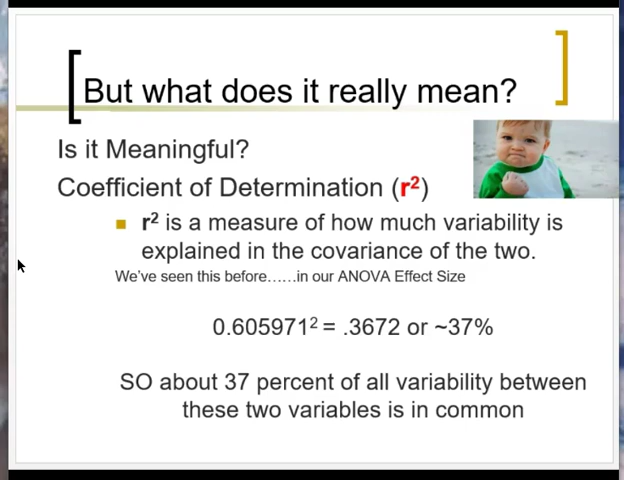 But what does it really mean?
Is it Meaningful?
Coefficient of Determination (r²)
r² is a measure of how much variability is
explained in the covariance of the two.
We've seen this before……in our ANOVA Effect Size
0.605971² = .3672 or ~37%
SO about 37 percent of all variability between
these two variables is in common